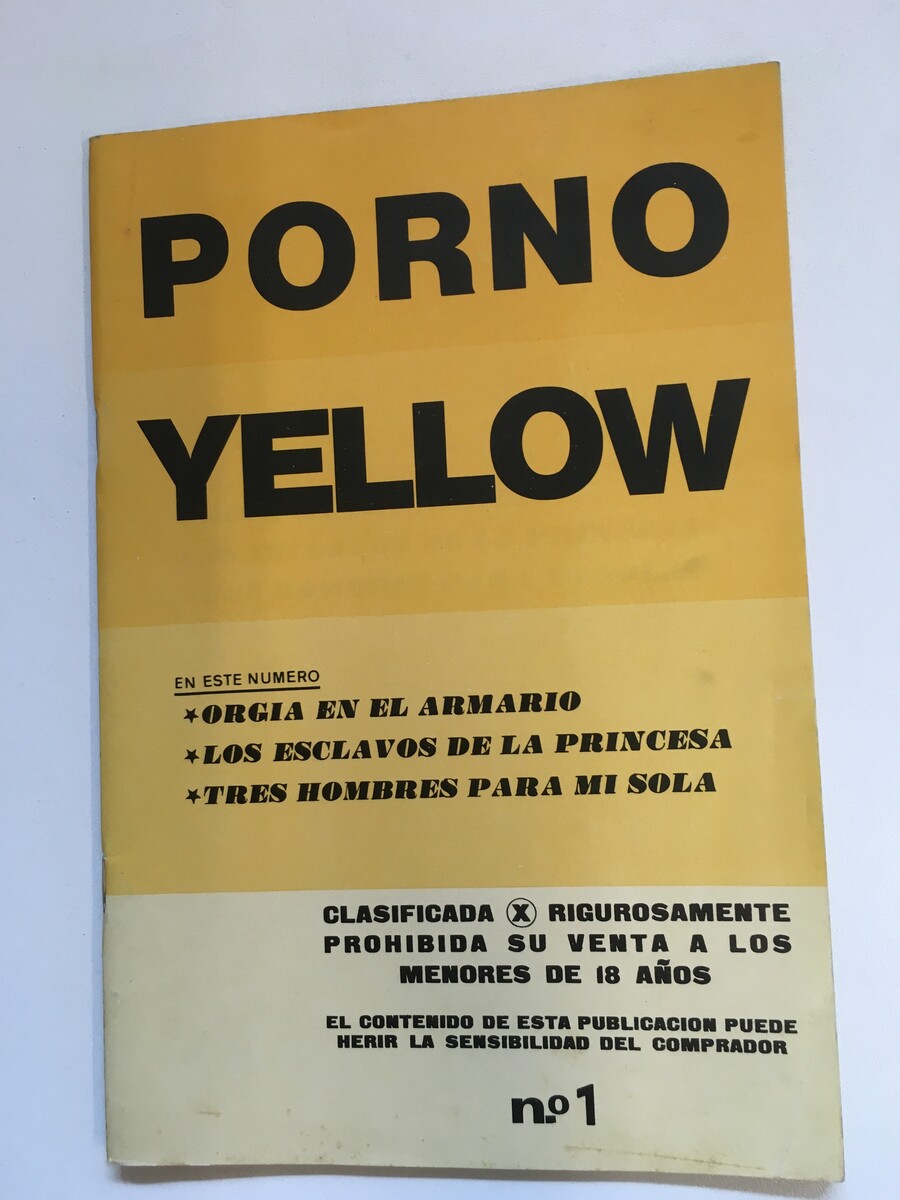 PORNO
YELLOW
EN ESTE NUMERO
★ORGIA EN EL ARMARIO
★LOS ESCLAVOS DE LA PRINCESA
★TRES HOMBRES PARA MI SOLA
CLASIFICADA Ⓧ RIGUROSAMENTE
PROHIBIDA SU VENTA A LOS
MENORES DE 18 AÑOS
EL CONTENIDO DE ESTA PUBLICACION PUEDE
HERIR LA SENSIBILIDAD DEL COMPRADOR
n.º 1